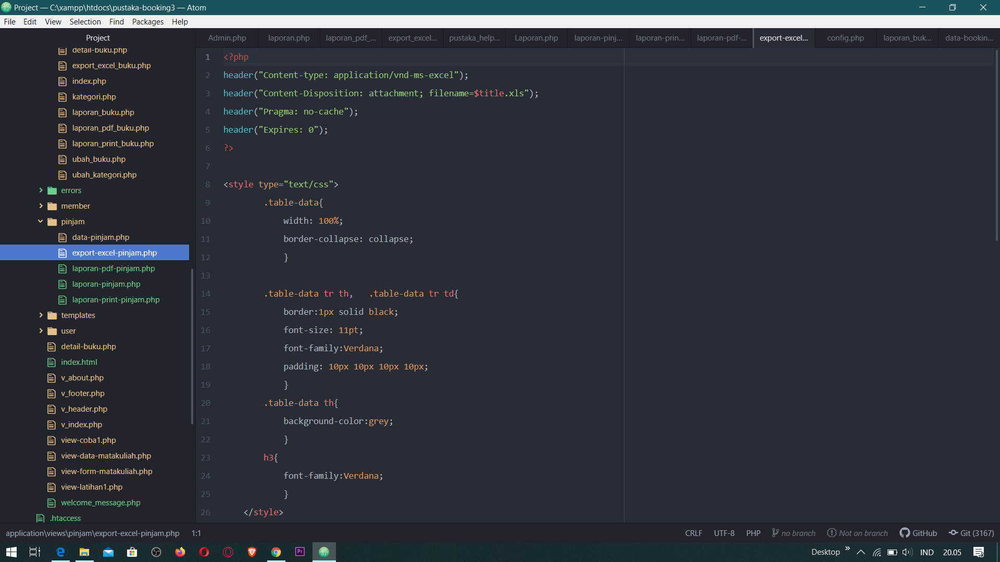 Project — C:\xampp\htdocs\pustaka-booking3 — Atom
File Edit View Selection Find Packages Help
Project
detail-buku.php
export_excel_buku.php
index.php
kategori.php
laporan_buku.php
laporan_pdf_buku.php
laporan_print_buku.php
ubah_buku.php
ubah_kategori.php
errors
member
pinjam
data-pinjam.php
export-excel-pinjam.php
laporan-pdf-pinjam.php
laporan-pinjam.php
laporan-print-pinjam.php
templates
user
detail-buku.php
index.html
v_about.php
v_footer.php
v_header.php
v_index.php
view-coba1.php
view-data-matakuliah.php
view-form-matakuliah.php
view-latihan1.php
welcome_message.php
.htaccess
Admin.php laporan.php laporan_pdf_... export_excel... pustaka_help... Laporan.php laporan-pinj... laporan-prin... laporan-pdf-... export-excel... config.php laporan_buk... data-bookin...
1 <?php
2 header("Content-type: application/vnd-ms-excel");
3 header("Content-Disposition: attachment; filename=$title.xls");
4 header("Pragma: no-cache");
5 header("Expires: 0");
6 ?>
7
8 <style type="text/css">
9 .table-data{
10 width: 100%;
11 border-collapse: collapse;
12 }
13
14 .table-data tr th, .table-data tr td{
15 border:1px solid black;
16 font-size: 11pt;
17 font-family:Verdana;
18 padding: 10px 10px 10px 10px;
19 }
20 .table-data th{
21 background-color:grey;
22 }
23 h3{
24 font-family:Verdana;
25 }
26 </style>
application\views\pinjam\export-excel-pinjam.php 1:1 CRLF UTF-8 PHP no branch Not on branch GitHub Git (3167)
Pr Desktop IND 20.05